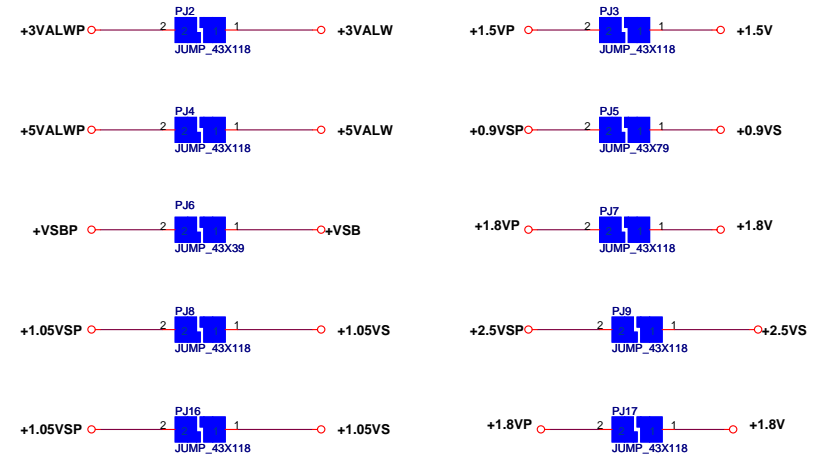 PJ2
+3VALWP 2 2 1 1 +3VALW
JUMP_43X118
PJ3
+1.5VP 2 2 1 1 +1.5V
JUMP_43X118
PJ4
+5VALWP 2 2 1 1 +5VALW
JUMP_43X118
PJ5
+0.9VSP 2 2 1 1 +0.9VS
JUMP_43X79
PJ6
+VSBP 2 2 1 1 +VSB
JUMP_43X39
PJ7
+1.8VP 2 2 1 1 +1.8V
JUMP_43X118
PJ8
+1.05VSP 2 2 1 1 +1.05VS
JUMP_43X118
PJ9
+2.5VSP 2 2 1 1 +2.5VS
JUMP_43X118
PJ16
+1.05VSP 2 2 1 1 +1.05VS
JUMP_43X118
PJ17
+1.8VP 2 2 1 1 +1.8V
JUMP_43X118